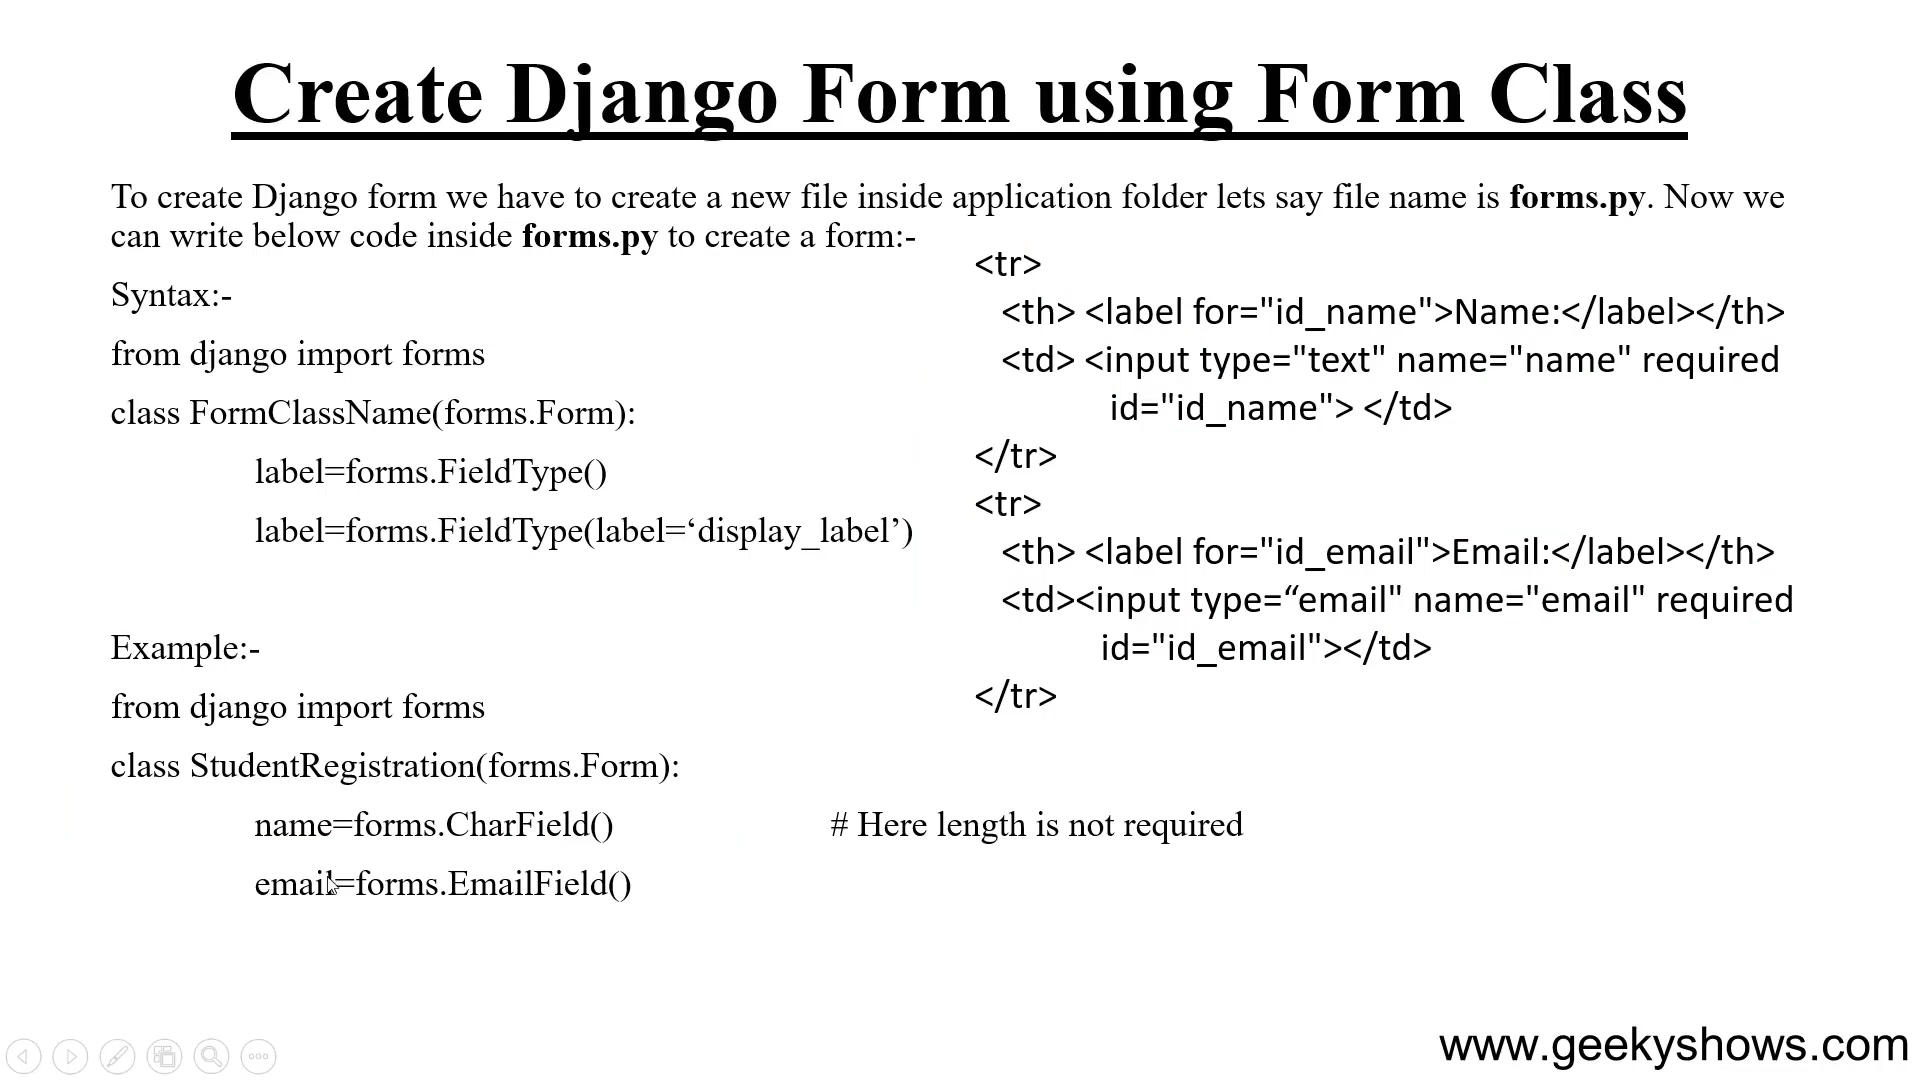 Create Django Form using Form Class
To create Django form we have to create a new file inside application folder lets say file name is forms.py. Now we
can write below code inside forms.py to create a form:-
Syntax:-
from django import forms
class FormClassName(forms.Form):
label=forms.FieldType()
label=forms.FieldType(label=‘display_label’)
Example:-
from django import forms
class StudentRegistration(forms.Form):
name=forms.CharField() # Here length is not required
email=forms.EmailField()
<tr>
<th> <label for="id_name">Name:</label></th>
<td> <input type="text" name="name" required
id="id_name"> </td>
</tr>
<tr>
<th> <label for="id_email">Email:</label></th>
<td><input type=“email" name="email" required
id="id_email"></td>
</tr>
www.geekyshows.com